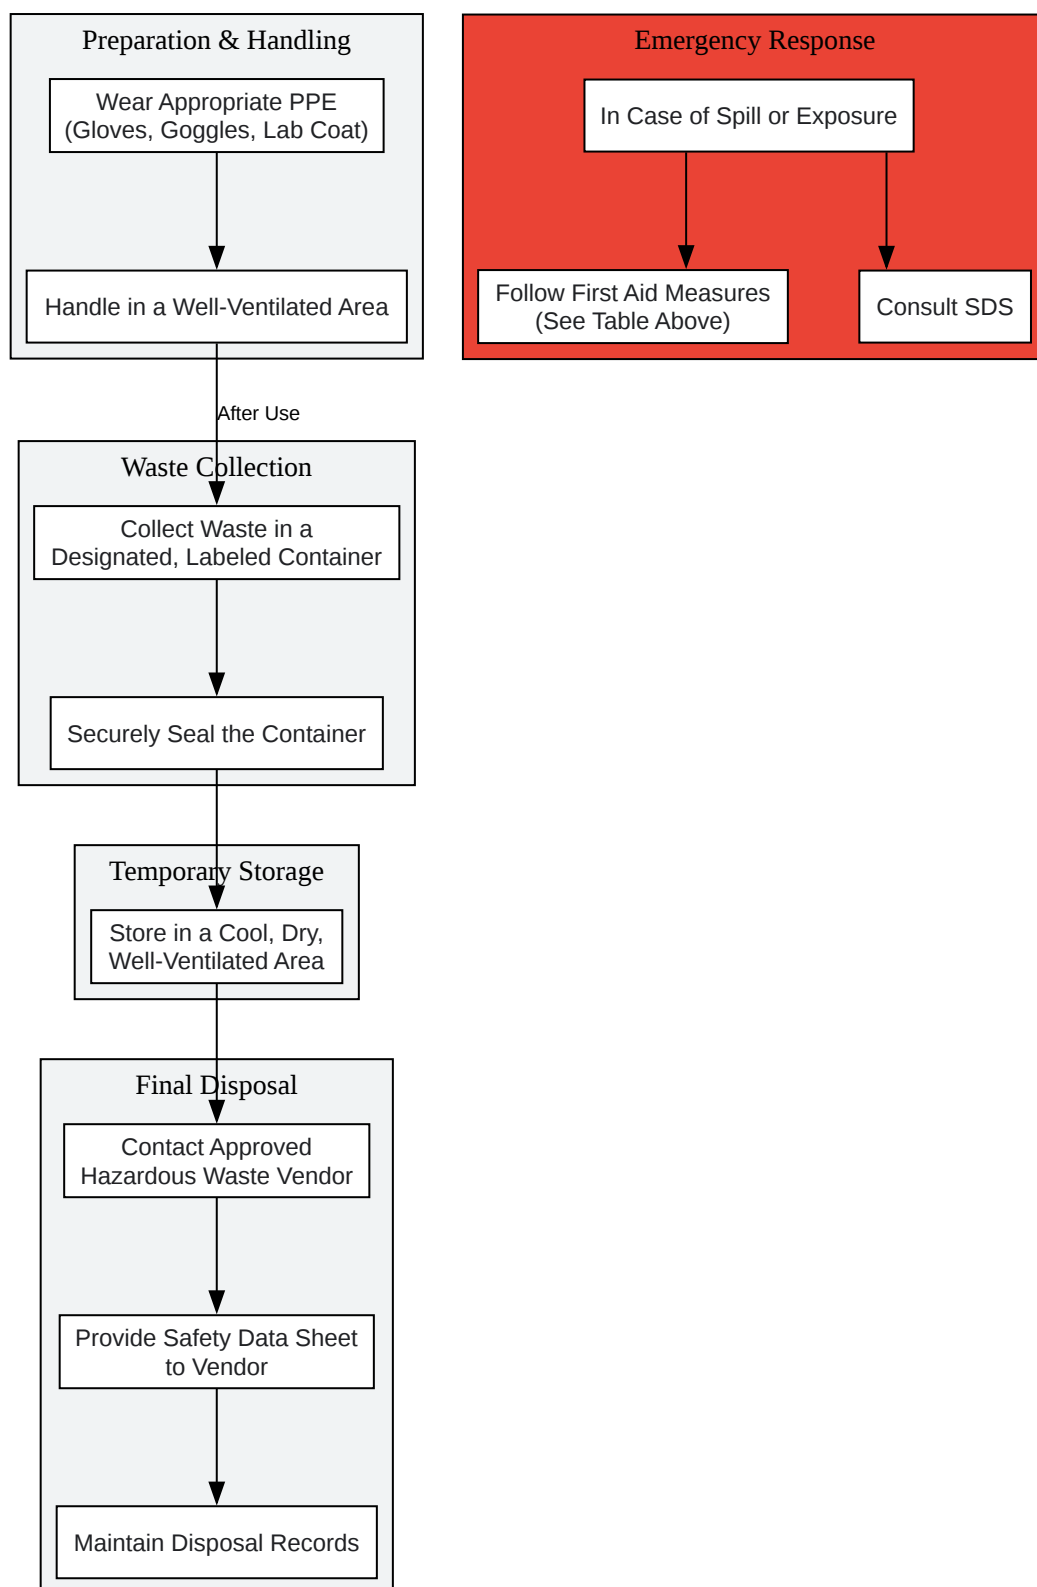 Preparation & Handling
Wear Appropriate PPE
(Gloves, Goggles, Lab Coat)
Handle in a Well-Ventilated Area
After Use
Waste Collection
Collect Waste in a
Designated, Labeled Container
Securely Seal the Container
Temporary Storage
Store in a Cool, Dry,
Well-Ventilated Area
Final Disposal
Contact Approved
Hazardous Waste Vendor
Provide Safety Data Sheet
to Vendor
Maintain Disposal Records
Emergency Response
In Case of Spill or Exposure
Follow First Aid Measures
(See Table Above)
Consult SDS